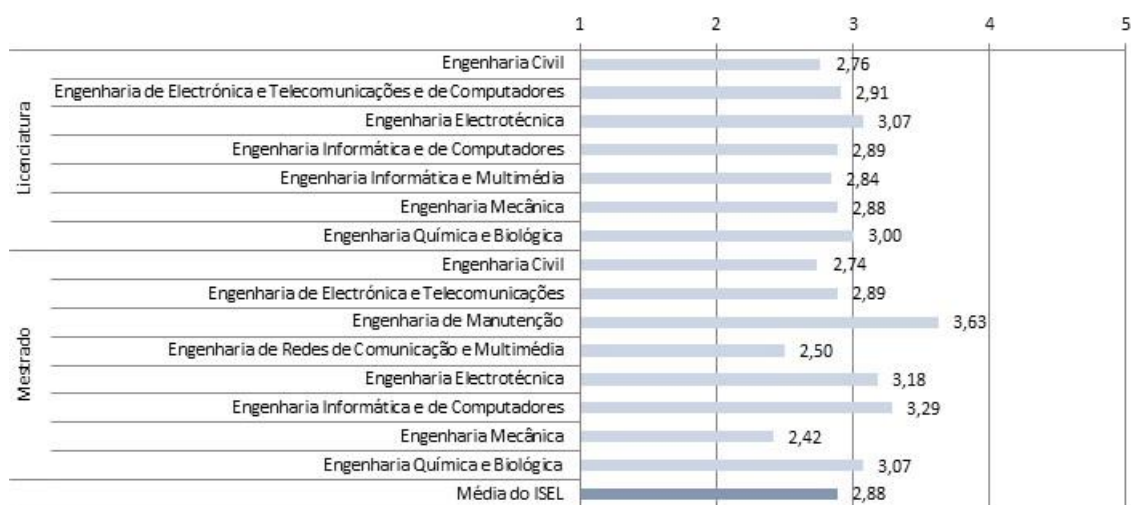 1 2 3 4 5
Licenciatura
Engenharia Civil 2,76
Engenharia de Electrónica e Telecomunicações e de Computadores 2,91
Engenharia Electrotécnica 3,07
Engenharia Informática e de Computadores 2,89
Engenharia Informática e Multimédia 2,84
Engenharia Mecânica 2,88
Engenharia Química e Biológica 3,00
Mestrado
Engenharia Civil 2,74
Engenharia de Electrónica e Telecomunicações 2,89
Engenharia de Manutenção 3,63
Engenharia de Redes de Comunicação e Multimédia 2,50
Engenharia Electrotécnica 3,18
Engenharia Informática e de Computadores 3,29
Engenharia Mecânica 2,42
Engenharia Química e Biológica 3,07
Média do ISEL 2,88